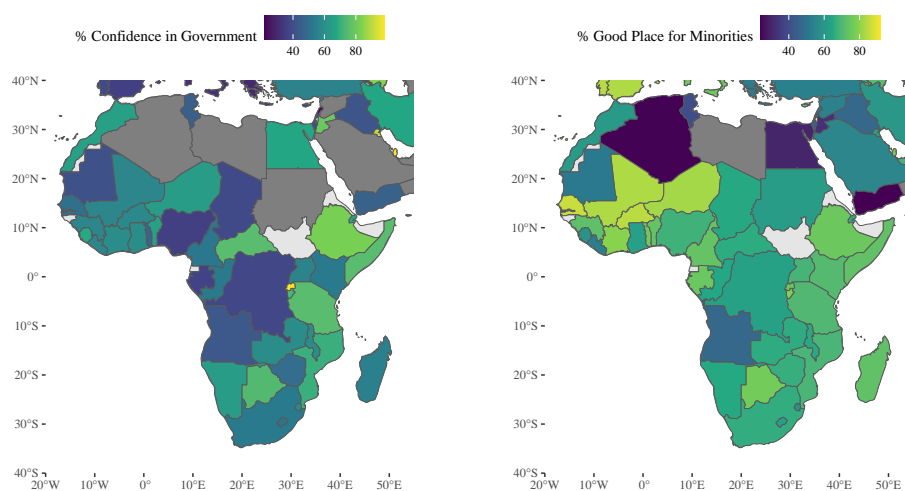 % Confidence in Government
40 60 80
40°N
30°N
20°N
10°N
0°
10°S
20°S
30°S
40°S
20°W 10°W 0° 10°E 20°E 30°E 40°E 50°E
% Good Place for Minorities
40 60 80
40°N
30°N
20°N
10°N
0°
10°S
20°S
30°S
40°S
20°W 10°W 0° 10°E 20°E 30°E 40°E 50°E